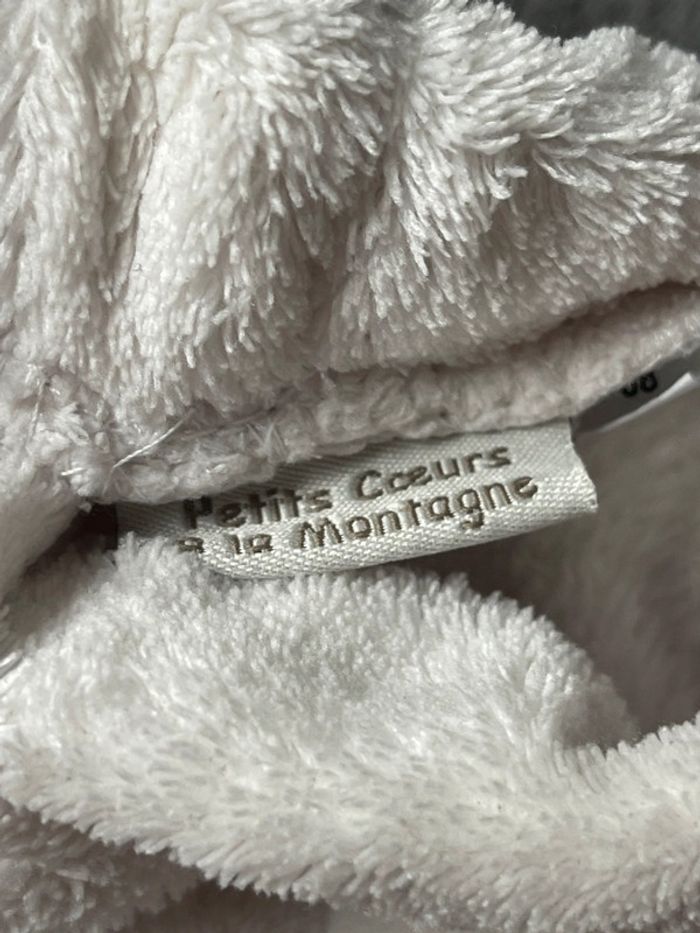 Petits Cœurs
à la Montagne